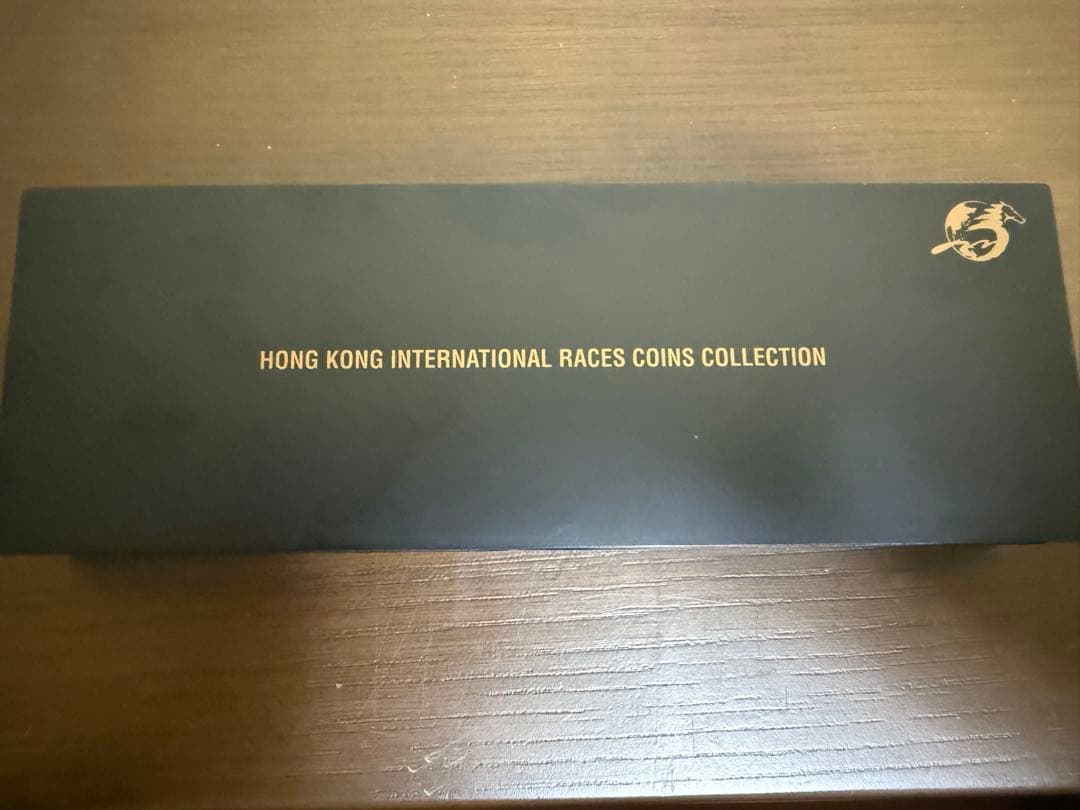 HONG KONG INTERNATIONAL RACES COINS COLLECTION